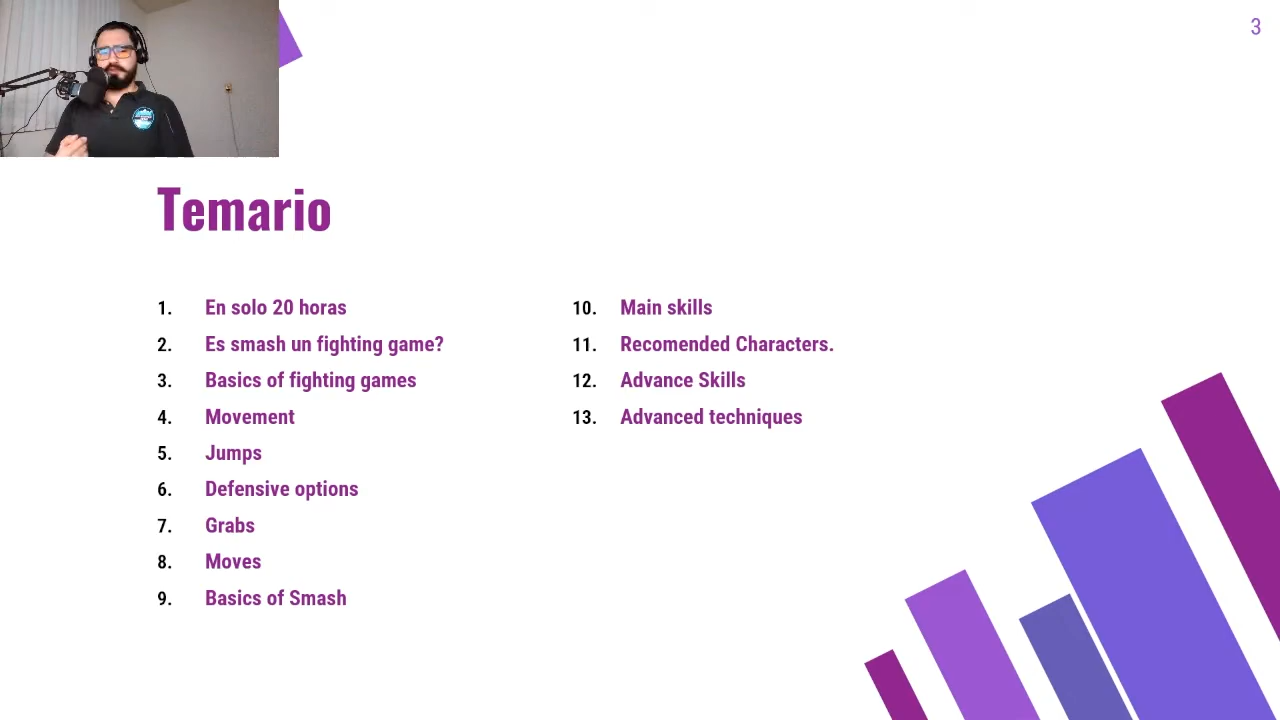 3
Temario
1. En solo 20 horas
2. Es smash un fighting game?
3. Basics of fighting games
4. Movement
5. Jumps
6. Defensive options
7. Grabs
8. Moves
9. Basics of Smash
10. Main skills
11. Recomended Characters.
12. Advance Skills
13. Advanced techniques